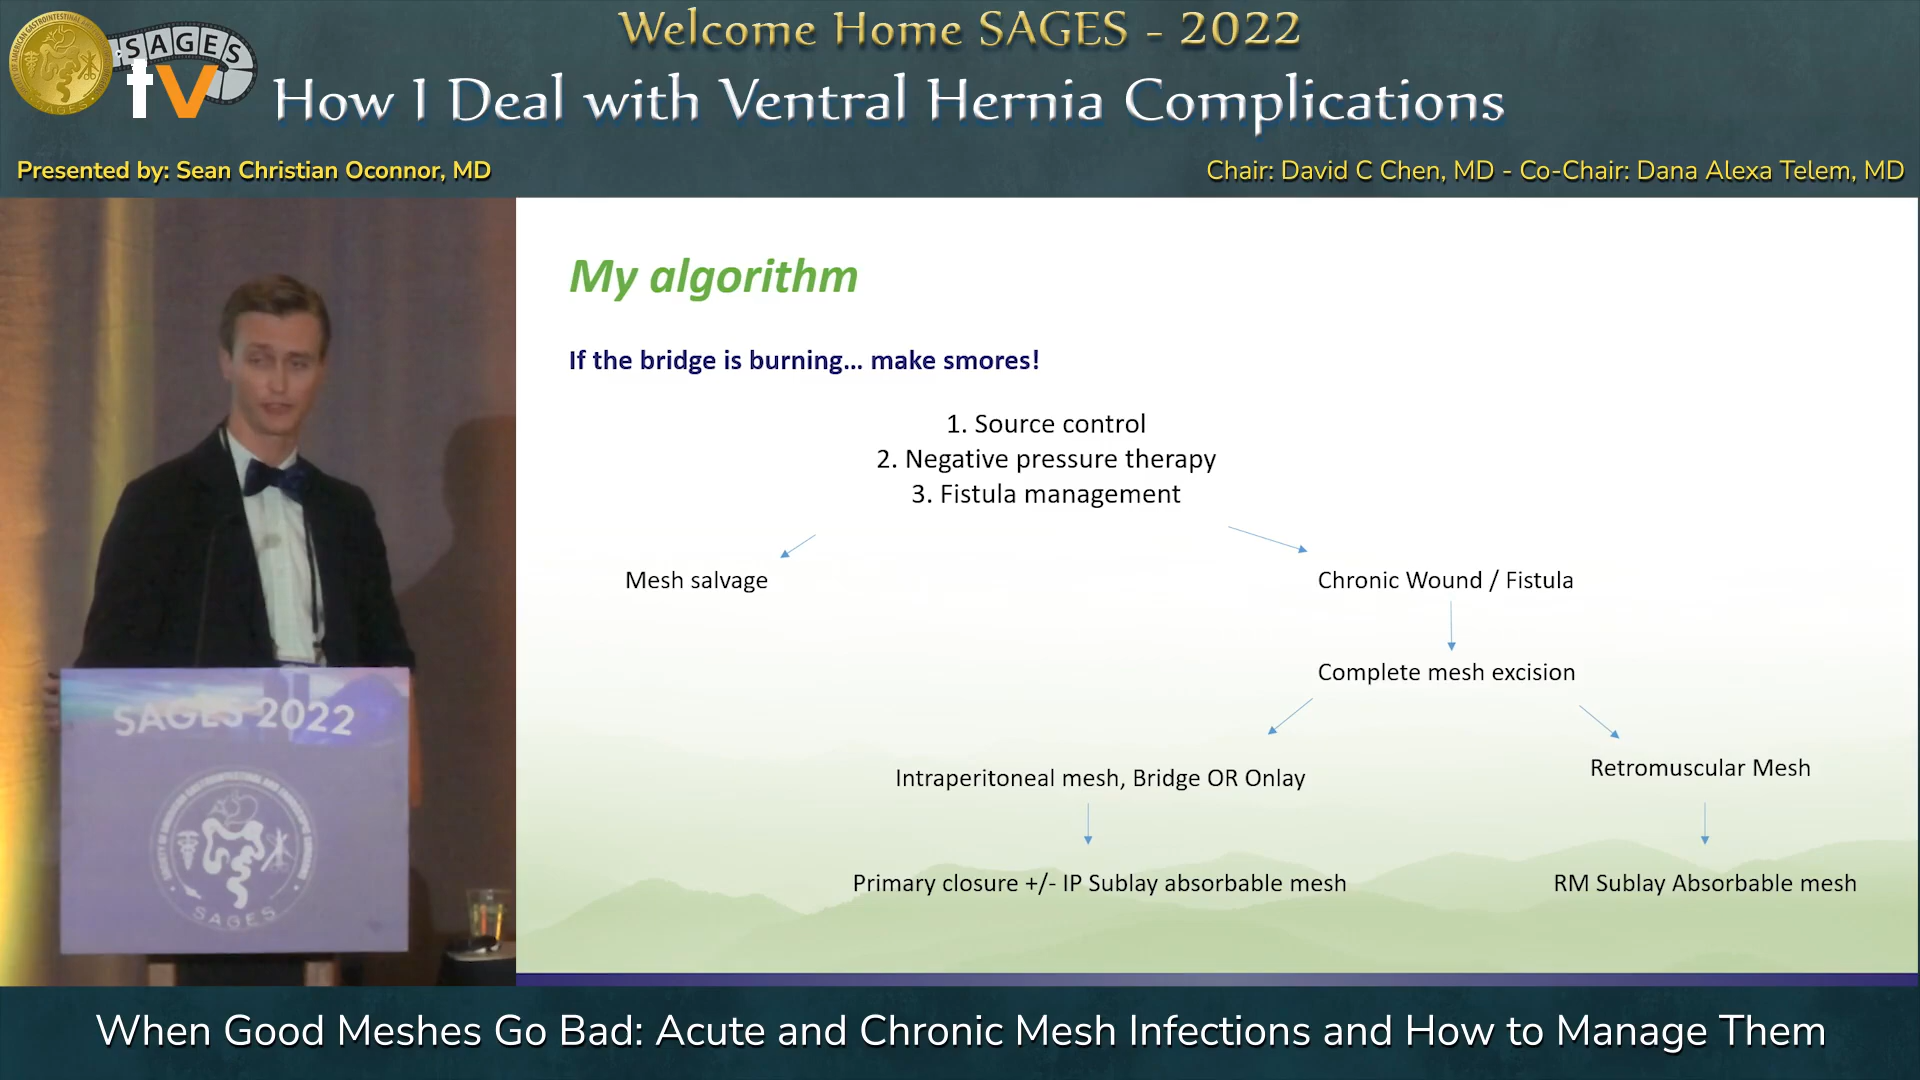 Welcome Home SAGES - 2022
SAGES
tv
How I Deal with Ventral Hernia Complications
Presented by: Sean Christian Oconnor, MD
Chair: David C Chen, MD - Co-Chair: Dana Alexa Telem, MD
My algorithm
If the bridge is burning... make smores!
1. Source control
2. Negative pressure therapy
3. Fistula management
Mesh salvage
Chronic Wound / Fistula
Complete mesh excision
Intraperitoneal mesh, Bridge OR Onlay
Retromuscular Mesh
Primary closure +/- IP Sublay absorbable mesh
RM Sublay Absorbable mesh
SAGES 2022
SAGES
When Good Meshes Go Bad: Acute and Chronic Mesh Infections and How to Manage Them